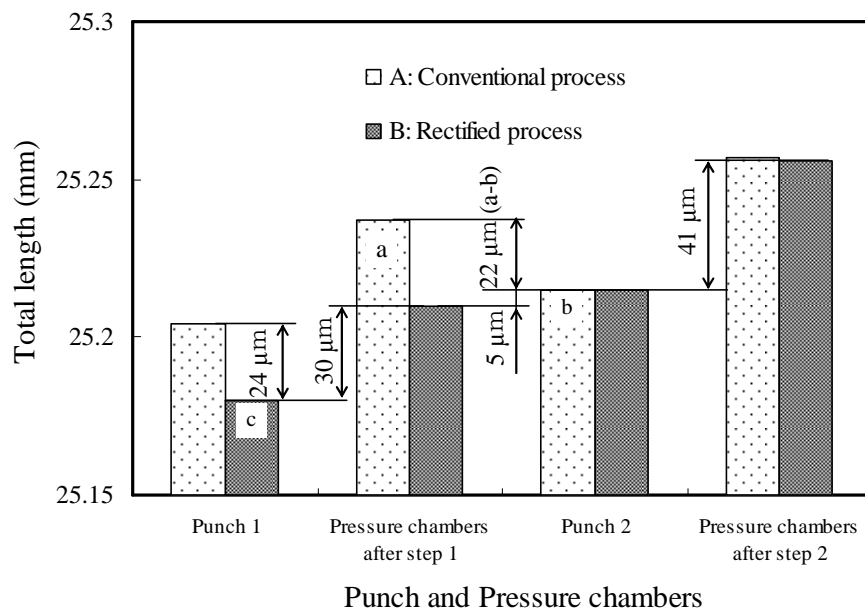 25.3
25.25
25.2
25.15
Total length (mm)
A: Conventional process
B: Rectified process
24 μm
c
30 μm
a
22 μm (a-b)
5 μm
b
41 μm
Punch 1
Pressure chambers
after step 1
Punch 2
Pressure chambers
after step 2
Punch and Pressure chambers